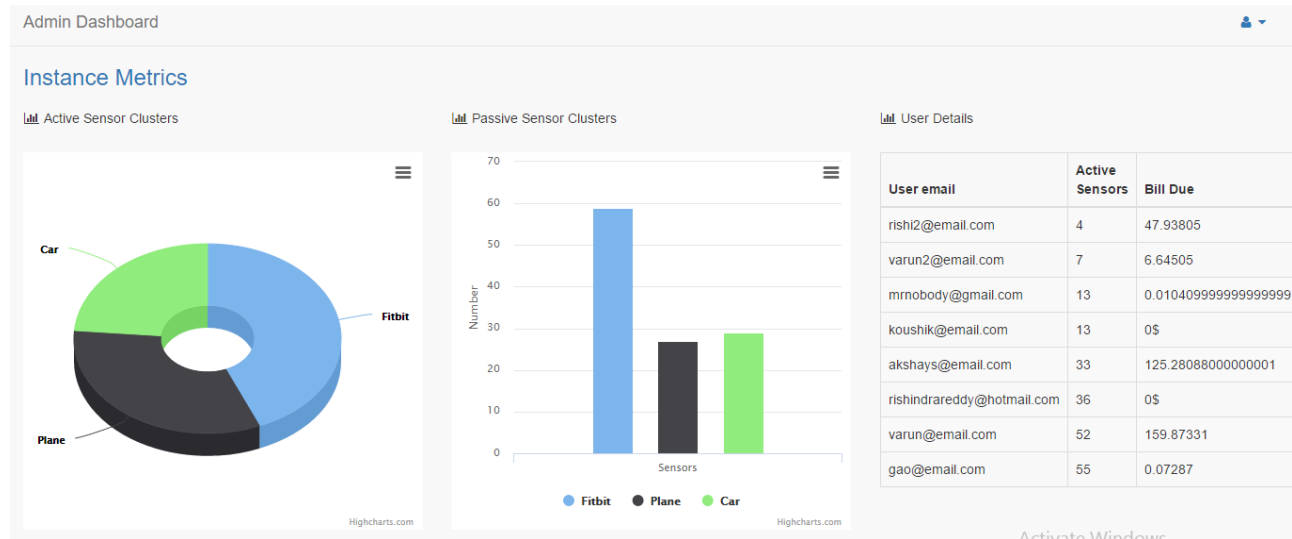 Admin Dashboard
Instance Metrics
Active Sensor Clusters
Car
Fitbit
Plane
Highcharts.com
Passive Sensor Clusters
70
60
50
40
30
20
10
0
Number
Sensors
Fitbit Plane Car
Highcharts.com
User Details
User email Active Sensors Bill Due
rishi2@email.com 4 47.93805
varun2@email.com 7 6.64505
mrnobody@gmail.com 13 0.010409999999999999
koushik@email.com 13 0$
akshays@email.com 33 125.28088000000001
rishindrareddy@hotmail.com 36 0$
varun@email.com 52 159.87331
gao@email.com 55 0.07287
Activate Windows